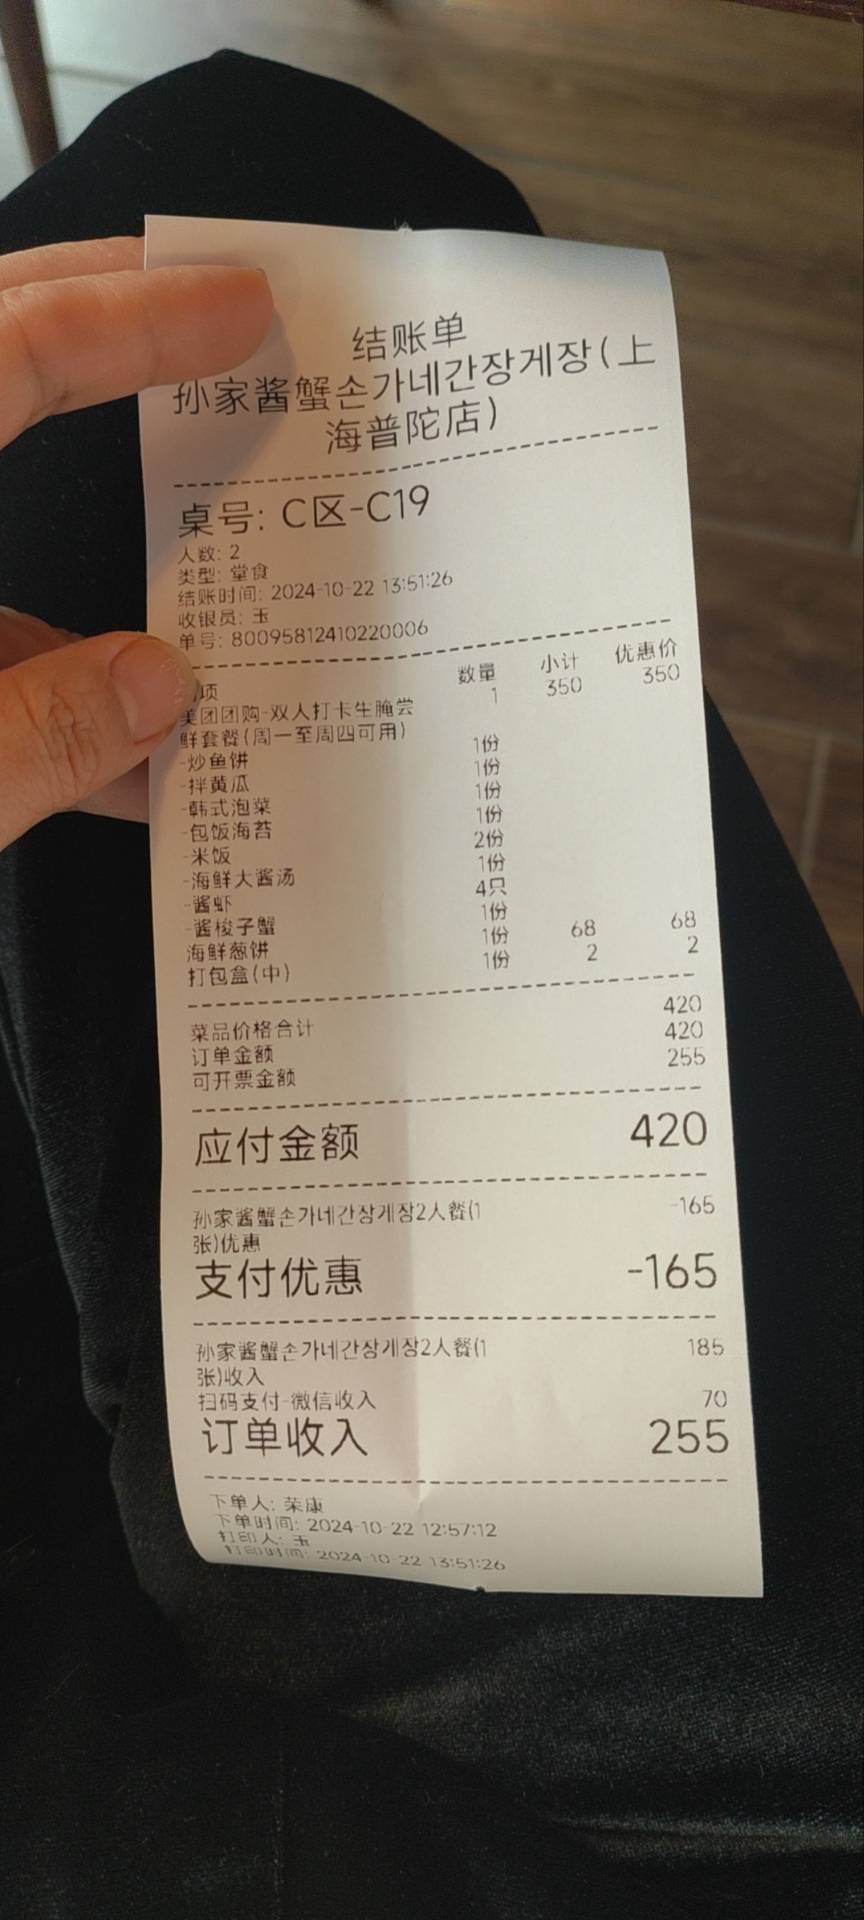 结账单
孙家酱蟹손가네간장게장(上
海普陀店)
桌号: C区-C19
人数: 2
类型: 堂食
结账时间: 2024-10-22 13:51:26
收银员: 玉
单号: 80095812410220006
项 数量 小计 优惠价
美团团购-双人打卡生腌尝 1 350 350
鲜套餐(周一至周四可用)
-炒鱼饼 1份
-拌黄瓜 1份
-韩式泡菜 1份
-包饭海苔 1份
-米饭 2份
-海鲜大酱汤 1份
-酱虾 4只
-酱梭子蟹 1份
海鲜葱饼 1份 68 68
打包盒(中) 1份 2 2
菜品价格合计 420
订单金额 420
可开票金额 255
应付金额 420
孙家酱蟹손가네간장게장2人餐(1 -165
张)优惠
支付优惠 -165
孙家酱蟹손가네간장게장2人餐(1 185
张)收入
扫码支付-微信收入 70
订单收入 255
下单人: 荣康
下单时间: 2024-10-22 12:57:12
打印人: 玉
打印时间: 2024-10-22 13:51:26